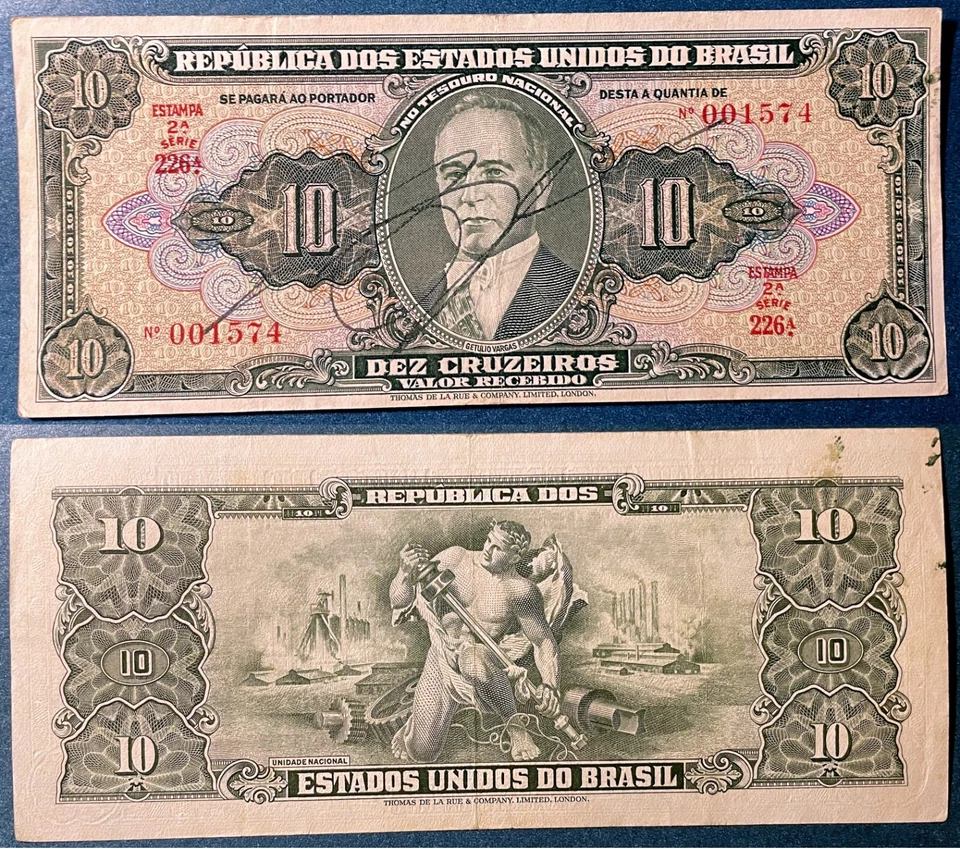 REPÚBLICA DOS ESTADOS UNIDOS DO BRASIL
10
10
SE PAGARÁ AO PORTADOR
NO TESOURO NACIONAL
DESTA A QUANTIA DE
ESTAMPA
2ª
SÉRIE
226ª
Nº 001574
10
10
10
10
ESTAMPA
2ª
SÉRIE
226ª
Nº 001574
GETULIO VARGAS
10
10
DEZ CRUZEIROS
VALOR RECEBIDO
THOMAS DE LA RUE & COMPANY, LIMITED, LONDON.
REPÚBLICA DOS
10
10
10
10
10
10
10
10
UNIDADE NACIONAL
ESTADOS UNIDOS DO BRASIL
THOMAS DE LA RUE & COMPANY, LIMITED, LONDON.